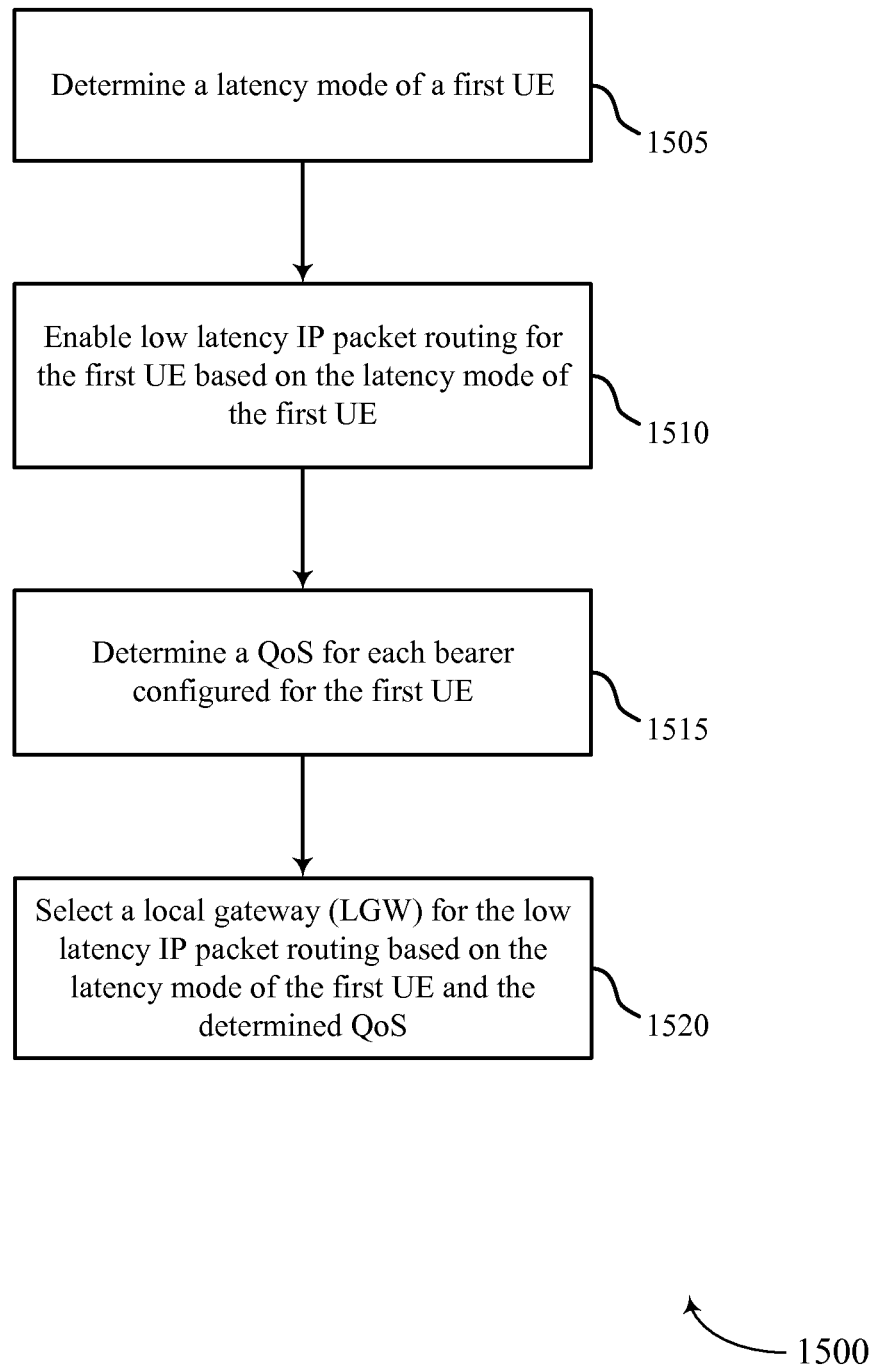 Determine a latency mode of a first UE
1505
Enable low latency IP packet routing for
the first UE based on the latency mode of
the first UE
1510
Determine a QoS for each bearer
configured for the first UE
1515
Select a local gateway (LGW) for the low
latency IP packet routing based on the
latency mode of the first UE and the
determined QoS
1520
1500